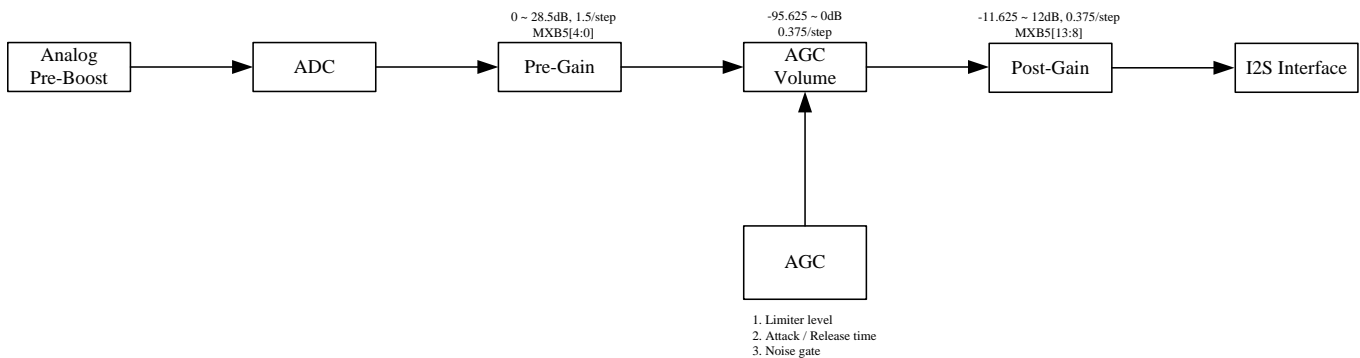 0 ~ 28.5dB, 1.5/step
MXB5[4:0]
-95.625 ~ 0dB
0.375/step
-11.625 ~ 12dB, 0.375/step
MXB5[13:8]
Analog
Pre-Boost
ADC
Pre-Gain
AGC
Volume
Post-Gain
I2S Interface
AGC
1. Limiter level
2. Attack / Release time
3. Noise gate